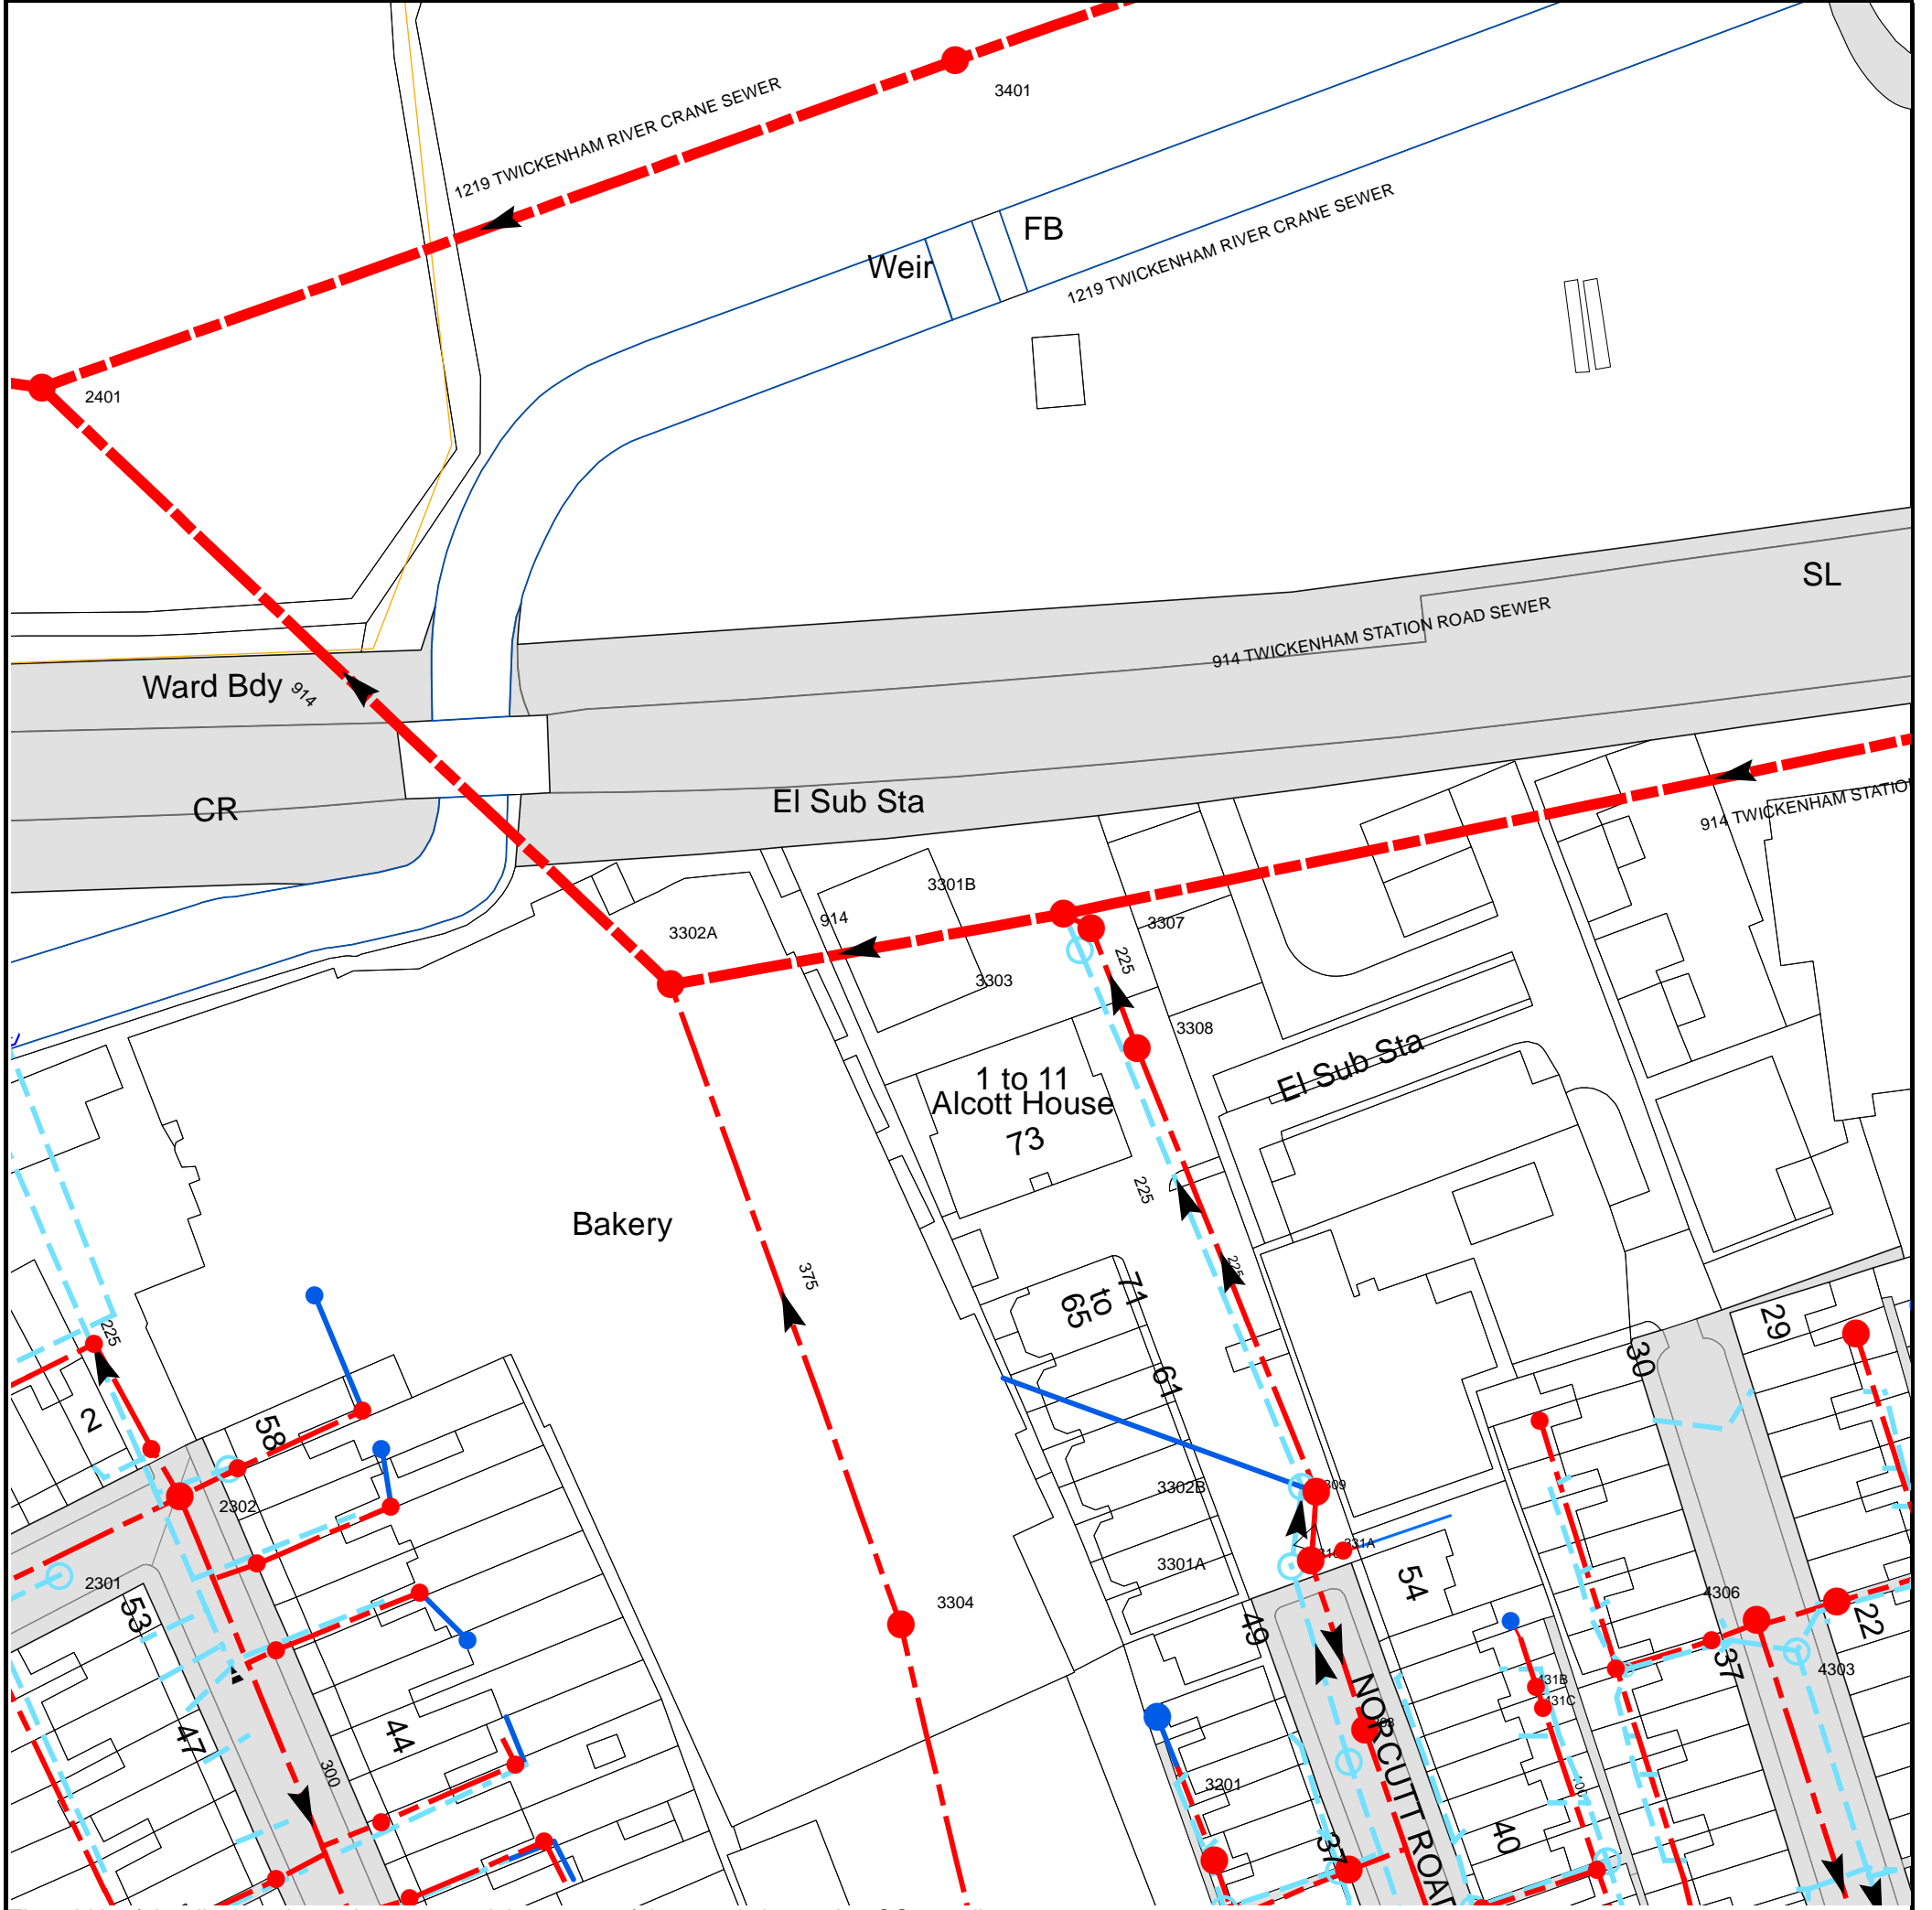 3401
1219 TWICKENHAM RIVER CRANE SEWER
FB
1219 TWICKENHAM RIVER CRANE SEWER
Weir
2401
SL
914 TWICKENHAM STATION ROAD SEWER
Ward Bdy
914
CR
El Sub Sta
914 TWICKENHAM STATIO
3301B
914
3307
3302A
225
3303
3308
El Sub Sta
1 to 11
Alcott House
73
225
Bakery
225
375
71
to
65
225
29
30
61
2
58
3302B
2302
331A
3301A
2301
54
3304
4306
53
49
22
37
4303
431B
431C
47
44
NORCUTT ROAD
300
3201
40
37